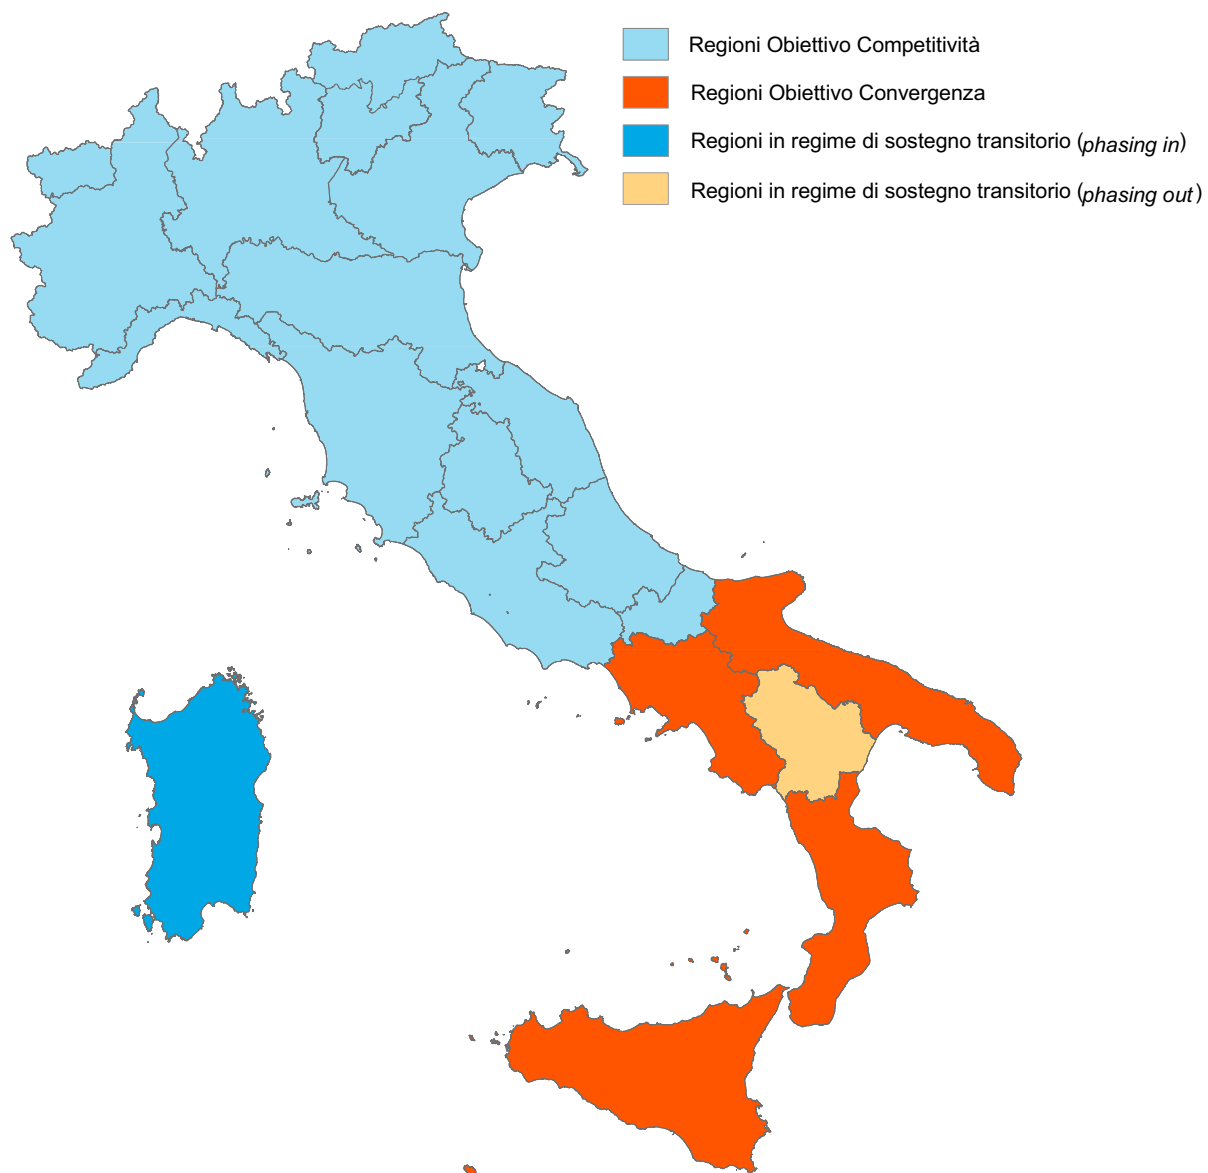 Regioni Obiettivo Competitività
Regioni Obiettivo Convergenza
Regioni in regime di sostegno transitorio (phasing in)
Regioni in regime di sostegno transitorio (phasing out)